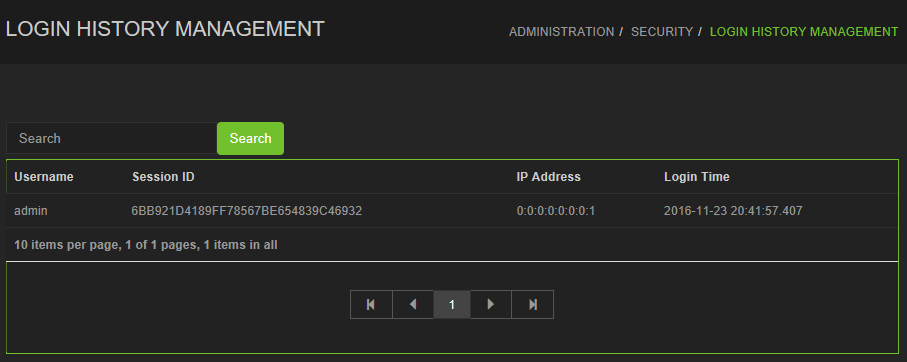 LOGIN HISTORY MANAGEMENT
ADMINISTRATION / SECURITY / LOGIN HISTORY MANAGEMENT
Search Search
Username Session ID IP Address Login Time
admin 6BB921D4189FF78567BE654839C46932 0:0:0:0:0:0:0:1 2016-11-23 20:41:57.407
10 items per page, 1 of 1 pages, 1 items in all
1